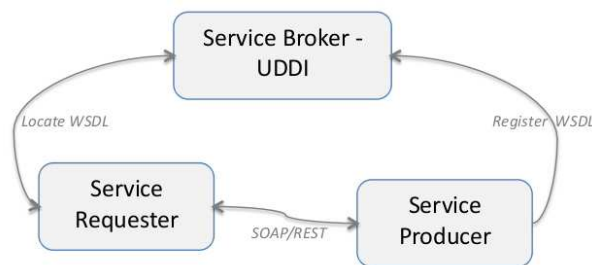 Service Broker -
UDDI
Locate WSDL
Register WSDL
Service
Requester
SOAP/REST
Service
Producer